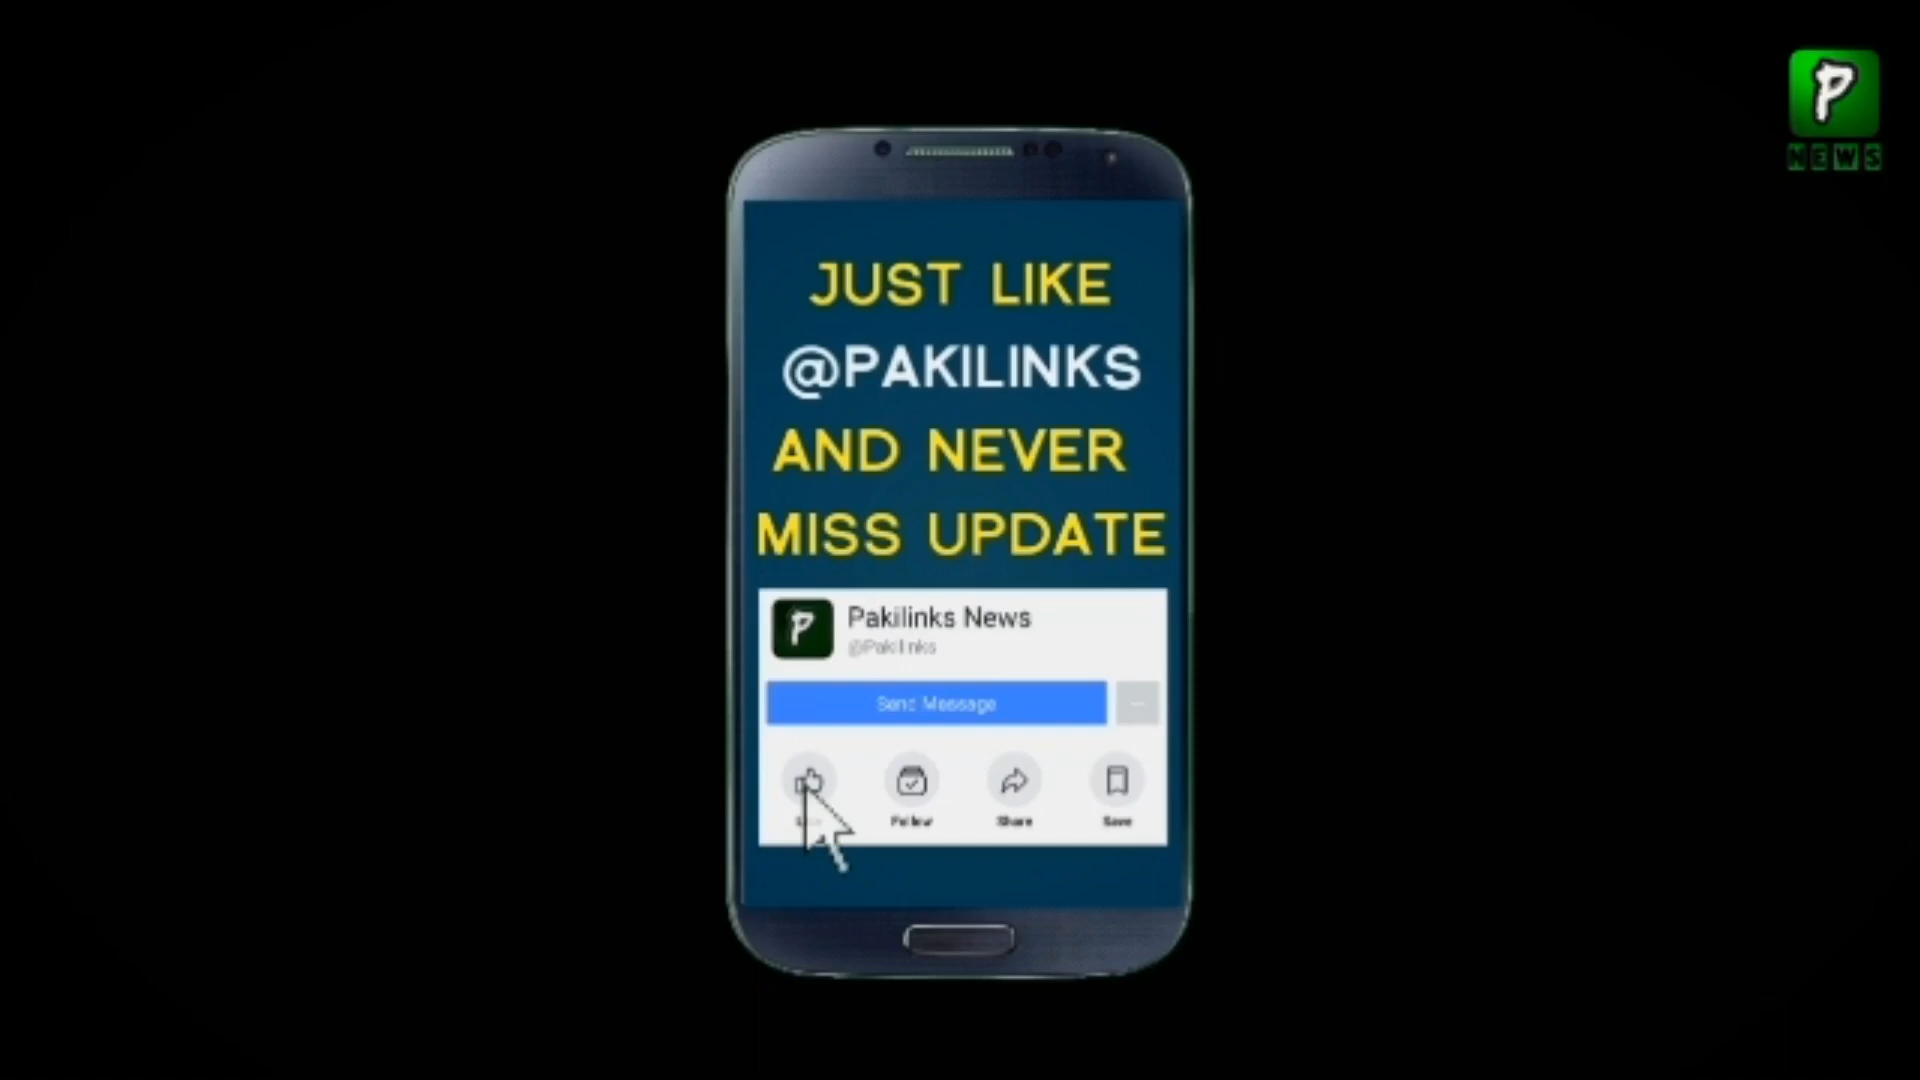 P
NEWS
JUST LIKE
@PAKILINKS
AND NEVER
MISS UPDATE
P
Pakilinks News
@Pakilinks
Send Message
Follow
Share
Save